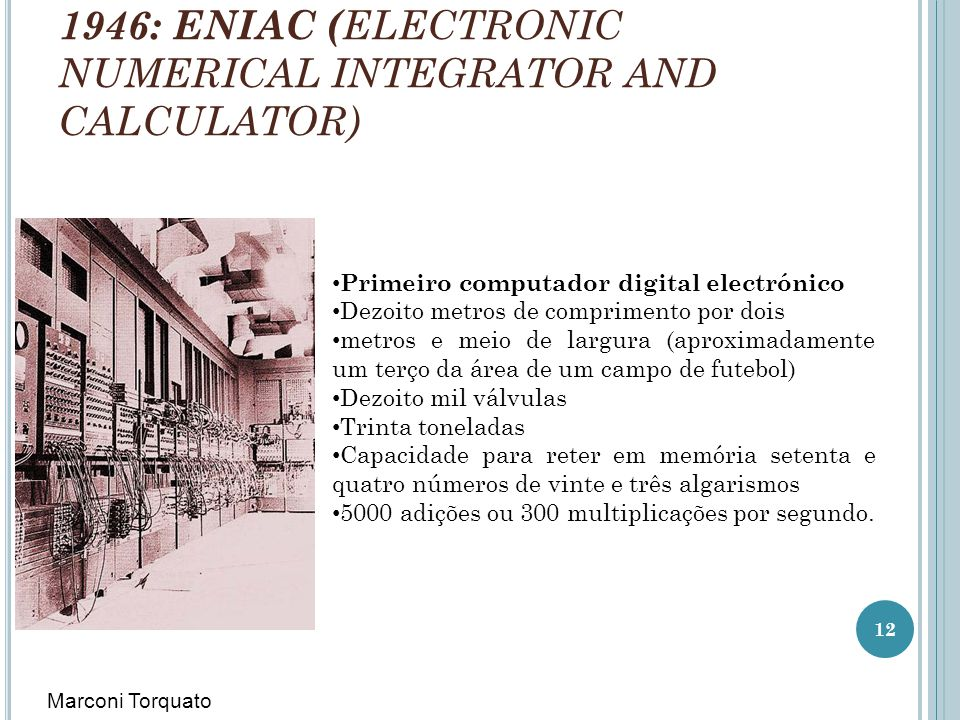 1946: ENIAC (ELECTRONIC
NUMERICAL INTEGRATOR AND
CALCULATOR)
•Primeiro computador digital electrónico
•Dezoito metros de comprimento por dois
•metros e meio de largura (aproximadamente
um terço da área de um campo de futebol)
•Dezoito mil válvulas
•Trinta toneladas
•Capacidade para reter em memória setenta e
quatro números de vinte e três algarismos
•5000 adições ou 300 multiplicações por segundo.
12
Marconi Torquato